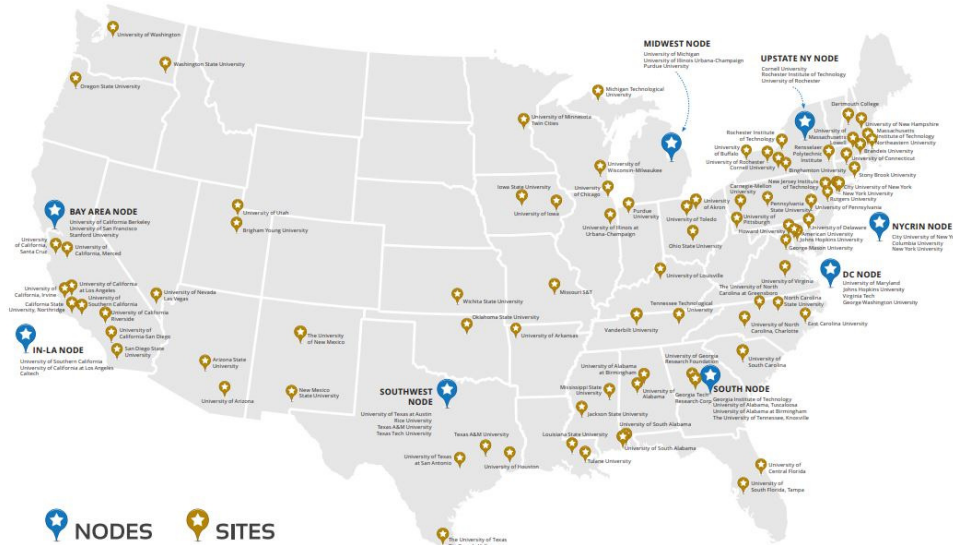 University of Washington
Washington State University
Oregon State University
MIDWEST NODE
University of Michigan
University of Illinois Urbana-Champaign
Purdue University
UPSTATE NY NODE
Cornell University
Rochester Institute of Technology
University of Rochester
Michigan Technological
University
University of Minnesota
Twin Cities
Dartmouth College
University of New Hampshire
University of
Massachusetts
Lowell
Massachusetts
Institute of Technology
Northeastern University
Brandeis University
University of Connecticut
Stony Brook University
Rochester Institute
of Technology
University
of Buffalo
University of Rochester
Cornell University
Rensselaer
Polytechnic
Institute
Binghamton University
New Jersey Institute
of Technology
City University of New York
New York University
Rutgers University
University of Pennsylvania
Carnegie-Mellon
University
Pennsylvania
State University
University of
Pittsburgh
Howard University
University of Delaware
American University
Johns Hopkins University
George Mason University
NYCRIN NODE
City University of New Y
Columbia University
New York University
DC NODE
University of Maryland
Johns Hopkins University
Virginia Tech
George Washington University
University of
Wisconsin-Milwaukee
University
of Chicago
Iowa State University
University of Iowa
University of Illinois at
Urbana-Champaign
Purdue
University
University
of Akron
University of Toledo
Ohio State University
University of Utah
Brigham Young University
BAY AREA NODE
University of California Berkeley
University of San Francisco
Stanford University
University
of California,
Santa Cruz
University of
California, Merced
University of
California, Irvine
University of California
at Los Angeles
California State
University, Northridge
University of
Southern California
University of California
Riverside
University of
California San Diego
San Diego State
University
University of Nevada
Las Vegas
IN-LA NODE
University of Southern California
University of California at Los Angeles
Caltech
Arizona State
University
University of Arizona
The University
of New Mexico
New Mexico
State University
Wichita State University
Oklahoma State University
Missouri S&T
University of Arkansas
University of Louisville
Tennessee Technological
University
Vanderbilt University
University of Virginia
The University of North
Carolina at Greensboro
North Carolina
State University
University of North
Carolina, Charlotte
East Carolina University
University of
South Carolina
University of Georgia
Research Foundation
Georgia Tech
Research Corp
SOUTH NODE
Georgia Institute of Technology
University of Alabama, Tuscaloosa
University of Alabama at Birmingham
The University of Tennessee, Knoxville
University of Alabama
at Birmingham
University of
Alabama
Mississippi State
University
Jackson State University
University of South Alabama
University of South Alabama
Louisiana State University
Tulane University
SOUTHWEST
NODE
University of Texas at Austin
Rice University
Texas A&M University
Texas Tech University
Texas A&M University
University of Texas
at San Antonio
University of Houston
The University of Texas
University of
Central Florida
University of
South Florida, Tampa
NODES
SITES